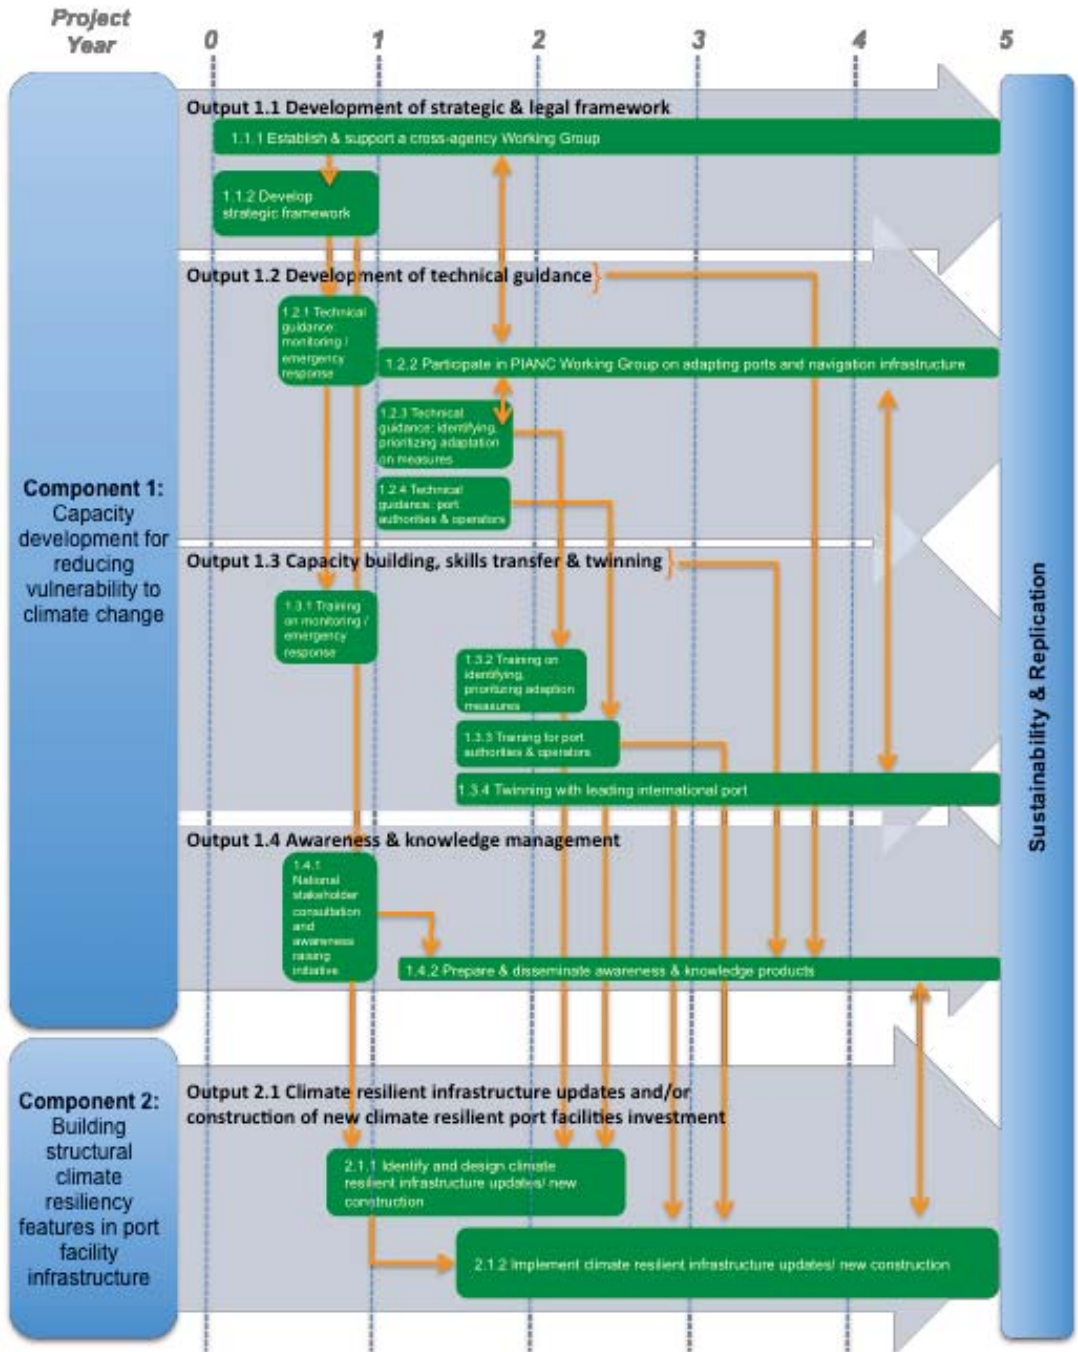 Project
Year
0
1
2
3
4
5
Component 1:
Capacity
development for
reducing
vulnerability to
climate change
Output 1.1 Development of strategic & legal framework
1.1.1 Establish & support a cross-agency Working Group
1.1.2 Develop
strategic framework
Output 1.2 Development of technical guidance
1.2.1 Technical
guidance:
monitoring /
emergency
response
1.2.2 Participate in PIANC Working Group on adapting ports and navigation infrastructure
1.2.3 Technical
guidance: identifying,
prioritizing adaptation
on measures
1.2.4 Technical
guidance: port
authorities & operators
Output 1.3 Capacity building, skills transfer & twinning
1.3.1 Training
on monitoring /
emergency
response
1.3.2 Training on
identifying,
prioritizing adaption
measures
1.3.3 Training for port
authorities & operators
1.3.4 Twinning with leading international port
Output 1.4 Awareness & knowledge management
1.4.1
National
stakeholder
consultation
and
awareness
raising
initiative
1.4.2 Prepare & disseminate awareness & knowledge products
Component 2:
Building
structural
climate
resiliency
features in port
facility
infrastructure
Output 2.1 Climate resilient infrastructure updates and/or
construction of new climate resilient port facilities investment
2.1.1 Identify and design climate
resilient infrastructure updates/ new
construction
2.1.2 Implement climate resilient infrastructure updates/ new construction
Sustainability & Replication